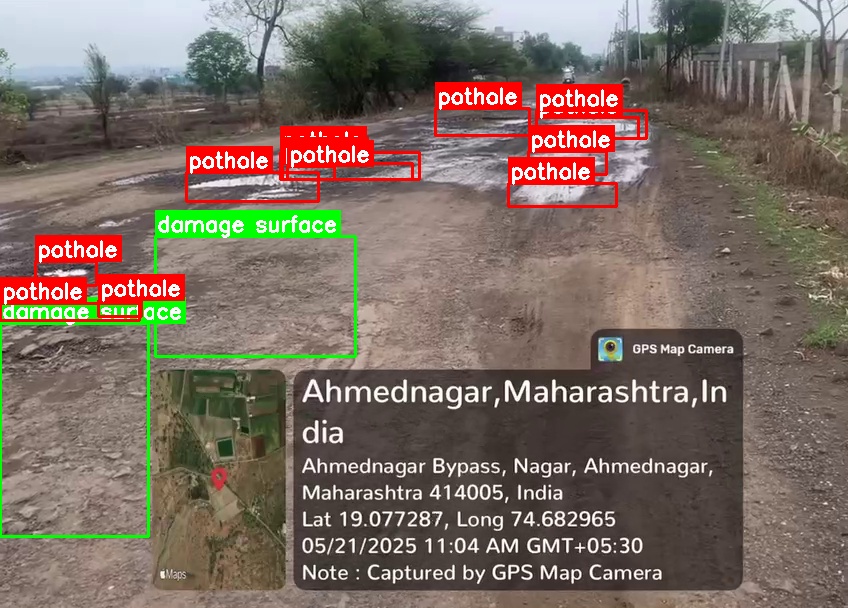 pothole
pothole
pothole
pothole
pothole
pothole
pothole
damage surface
pothole
pothole
pothole
damage surface
GPS Map Camera
Ahmednagar,Maharashtra,In
dia
Ahmednagar Bypass, Nagar, Ahmednagar,
Maharashtra 414005, India
Lat 19.077287, Long 74.682965
05/21/2025 11:04 AM GMT+05:30
Note : Captured by GPS Map Camera
Maps